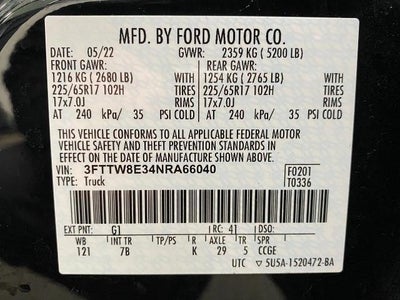 MFD. BY FORD MOTOR CO.
DATE: 05/22 GVWR: 2359 KG ( 5200 LB)
FRONT GAWR: REAR GAWR:
1216 KG ( 2680 LB) WITH 1254 KG ( 2765 LB) WITH
225/65R17 102H TIRES 225/65R17 102H TIRES
17x7.0J RIMS 17x7.0J RIMS
AT 240 kPa/ 35 PSI COLD AT 240 kPa/ 35 PSI COLD
THIS VEHICLE CONFORMS TO ALL APPLICABLE FEDERAL MOTOR
VEHICLE SAFETY AND THEFT PREVENTION STANDARDS IN
EFFECT ON THE DATE OF MANUFACTURE SHOWN ABOVE.
VIN: 3FTTW8E34NRA66040 F0201
TYPE: Truck T0336
EXT PNT: G1 RC: 41 DSO:
WB INT TR TP/PS R AXLE TR SPR
121 7B K 29 5 CCGE
UTC ▽ 5U5A-1520472-BA